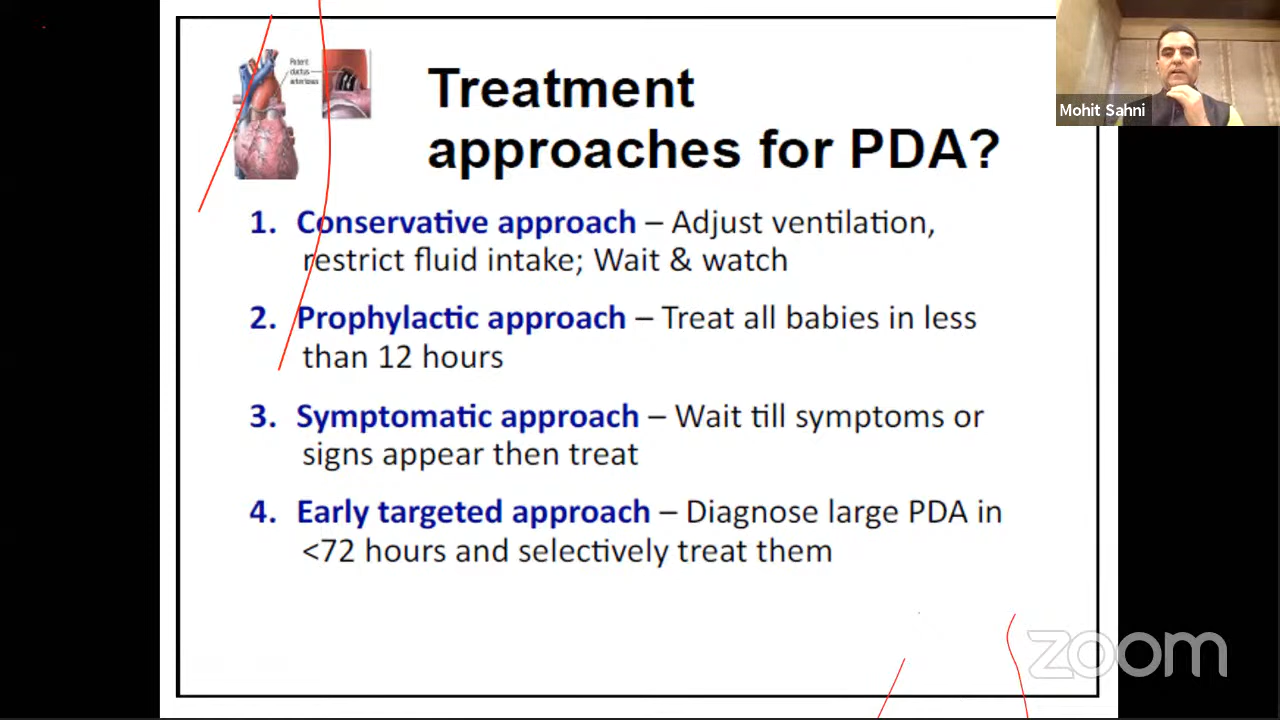 Patent
ductus
arteriosus
Treatment
approaches for PDA?
Mohit Sahni
1. Conservative approach – Adjust ventilation,
restrict fluid intake; Wait & watch
2. Prophylactic approach – Treat all babies in less
than 12 hours
3. Symptomatic approach – Wait till symptoms or
signs appear then treat
4. Early targeted approach – Diagnose large PDA in
<72 hours and selectively treat them
zoom